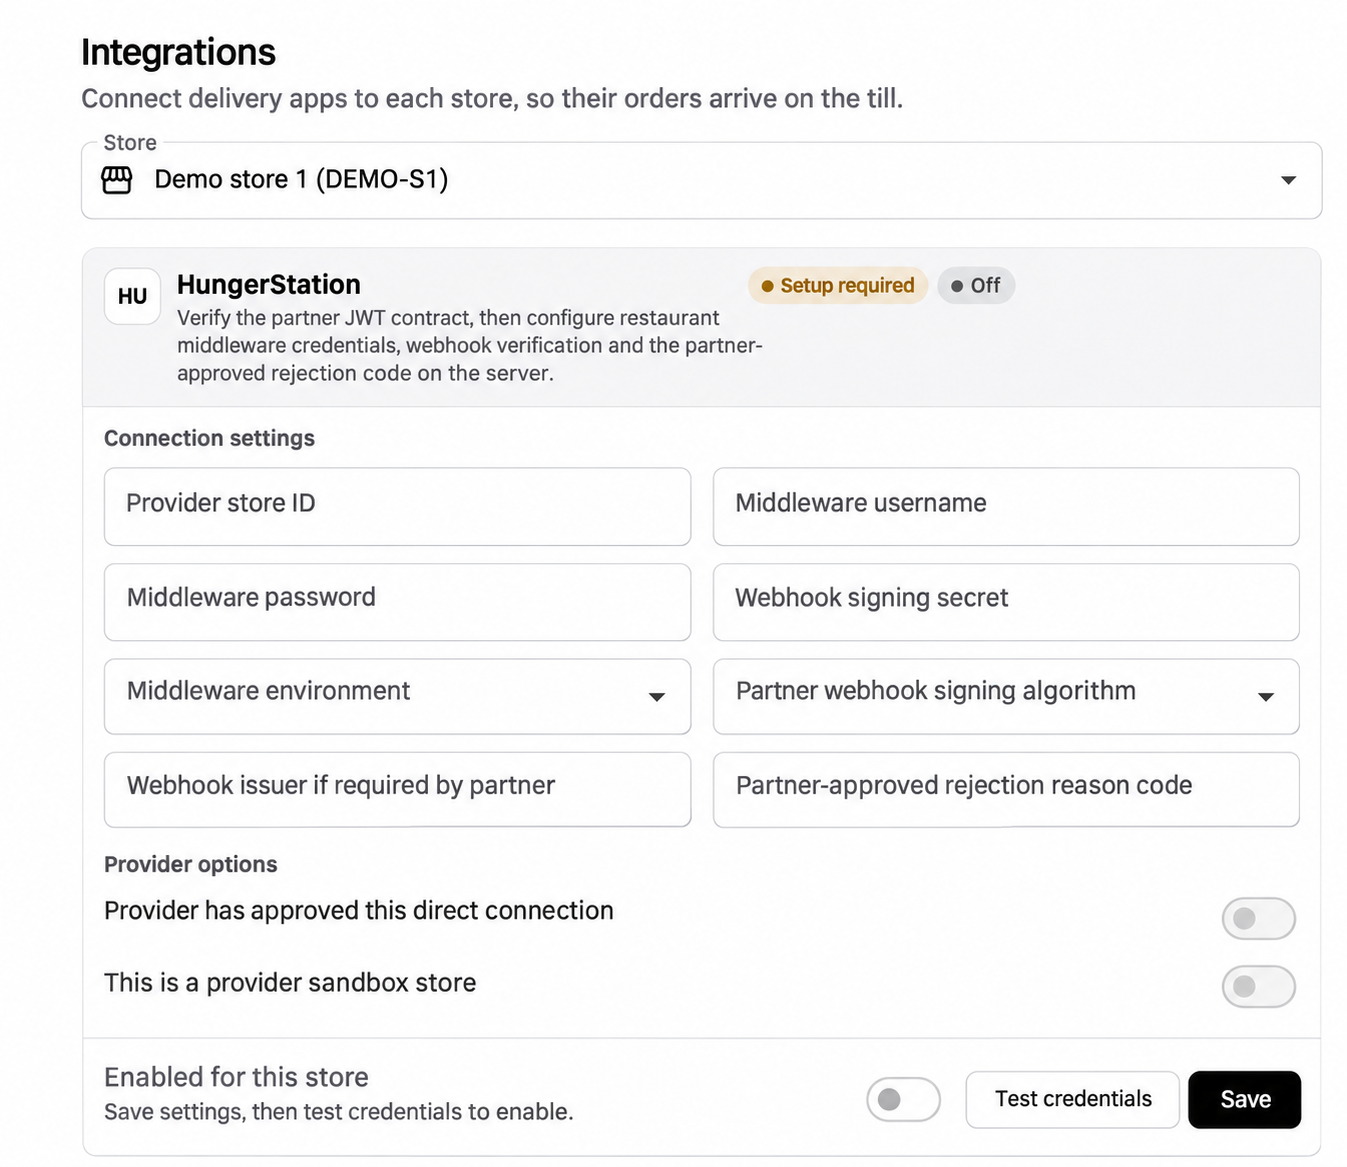 Integrations
Connect delivery apps to each store, so their orders arrive on the till.
Store
Demo store 1 (DEMO-S1)
HU
HungerStation
Setup required
Off
Verify the partner JWT contract, then configure restaurant
middleware credentials, webhook verification and the partner-
approved rejection code on the server.
Connection settings
Provider store ID
Middleware username
Middleware password
Webhook signing secret
Middleware environment
Partner webhook signing algorithm
Webhook issuer if required by partner
Partner-approved rejection reason code
Provider options
Provider has approved this direct connection
This is a provider sandbox store
Enabled for this store
Save settings, then test credentials to enable.
Test credentials
Save